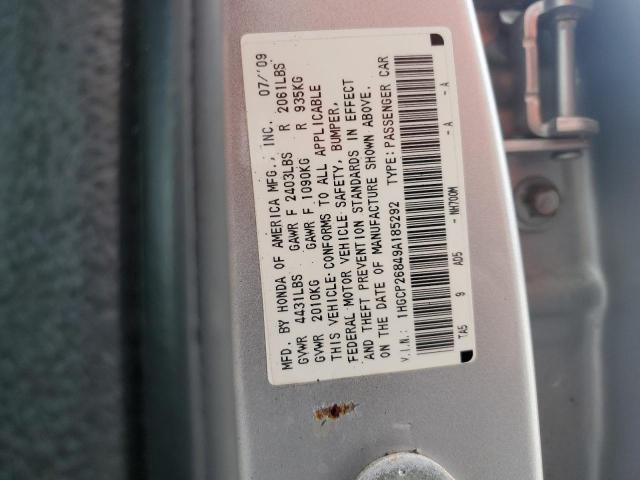 MFD. BY HONDA OF AMERICA MFG., INC. 07/'09
GVWR 4431LBS GAWR F 2403LBS R 2061LBS
GVWR 2010KG GAWR F 1090KG R 935KG
THIS VEHICLE CONFORMS TO ALL APPLICABLE
FEDERAL MOTOR VEHICLE SAFETY, BUMPER,
AND THEFT PREVENTION STANDARDS IN EFFECT
ON THE DATE OF MANUFACTURE SHOWN ABOVE.
V.I.N.: 1HGCP26849A185292 TYPE:PASSENGER CAR
TA5 9 AD5 - NH700M - A - A